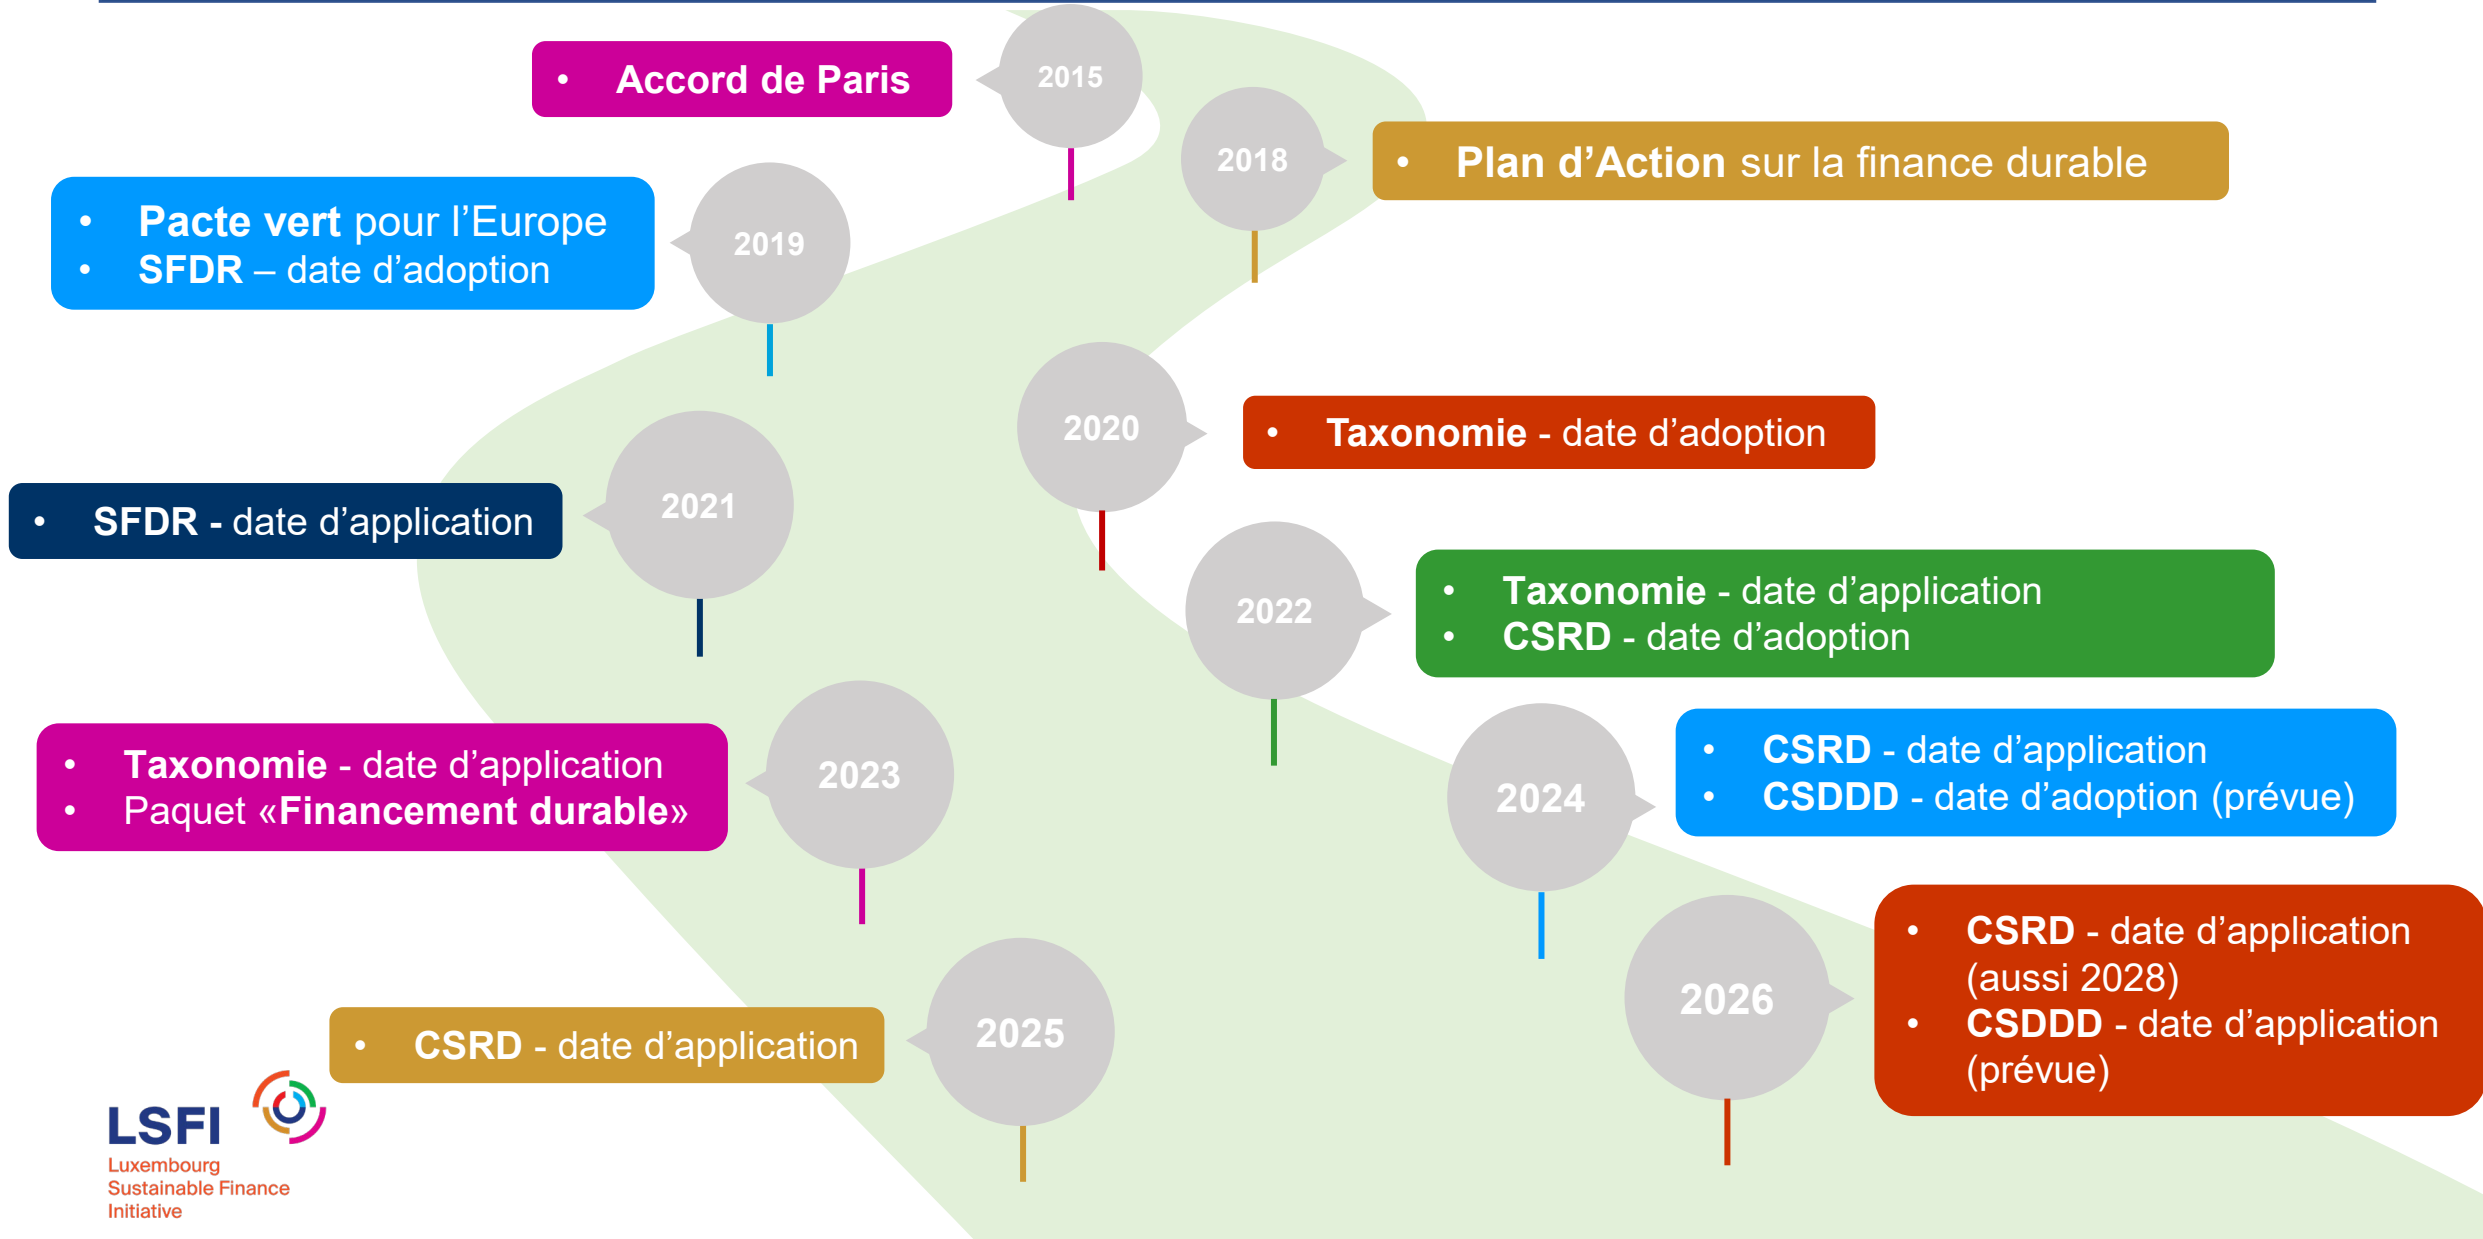 2015
• Accord de Paris
2018
• Plan d’Action sur la finance durable
2019
• Pacte vert pour l’Europe
• SFDR – date d’adoption
2020
• Taxonomie - date d’adoption
2021
• SFDR - date d’application
2022
• Taxonomie - date d’application
• CSRD - date d’adoption
2023
• Taxonomie - date d’application
• Paquet «Financement durable»
2024
• CSRD - date d’application
• CSDDD - date d’adoption (prévue)
2025
• CSRD - date d’application
2026
• CSRD - date d’application
(aussi 2028)
• CSDDD - date d’application
(prévue)
LSFI
Luxembourg
Sustainable Finance
Initiative